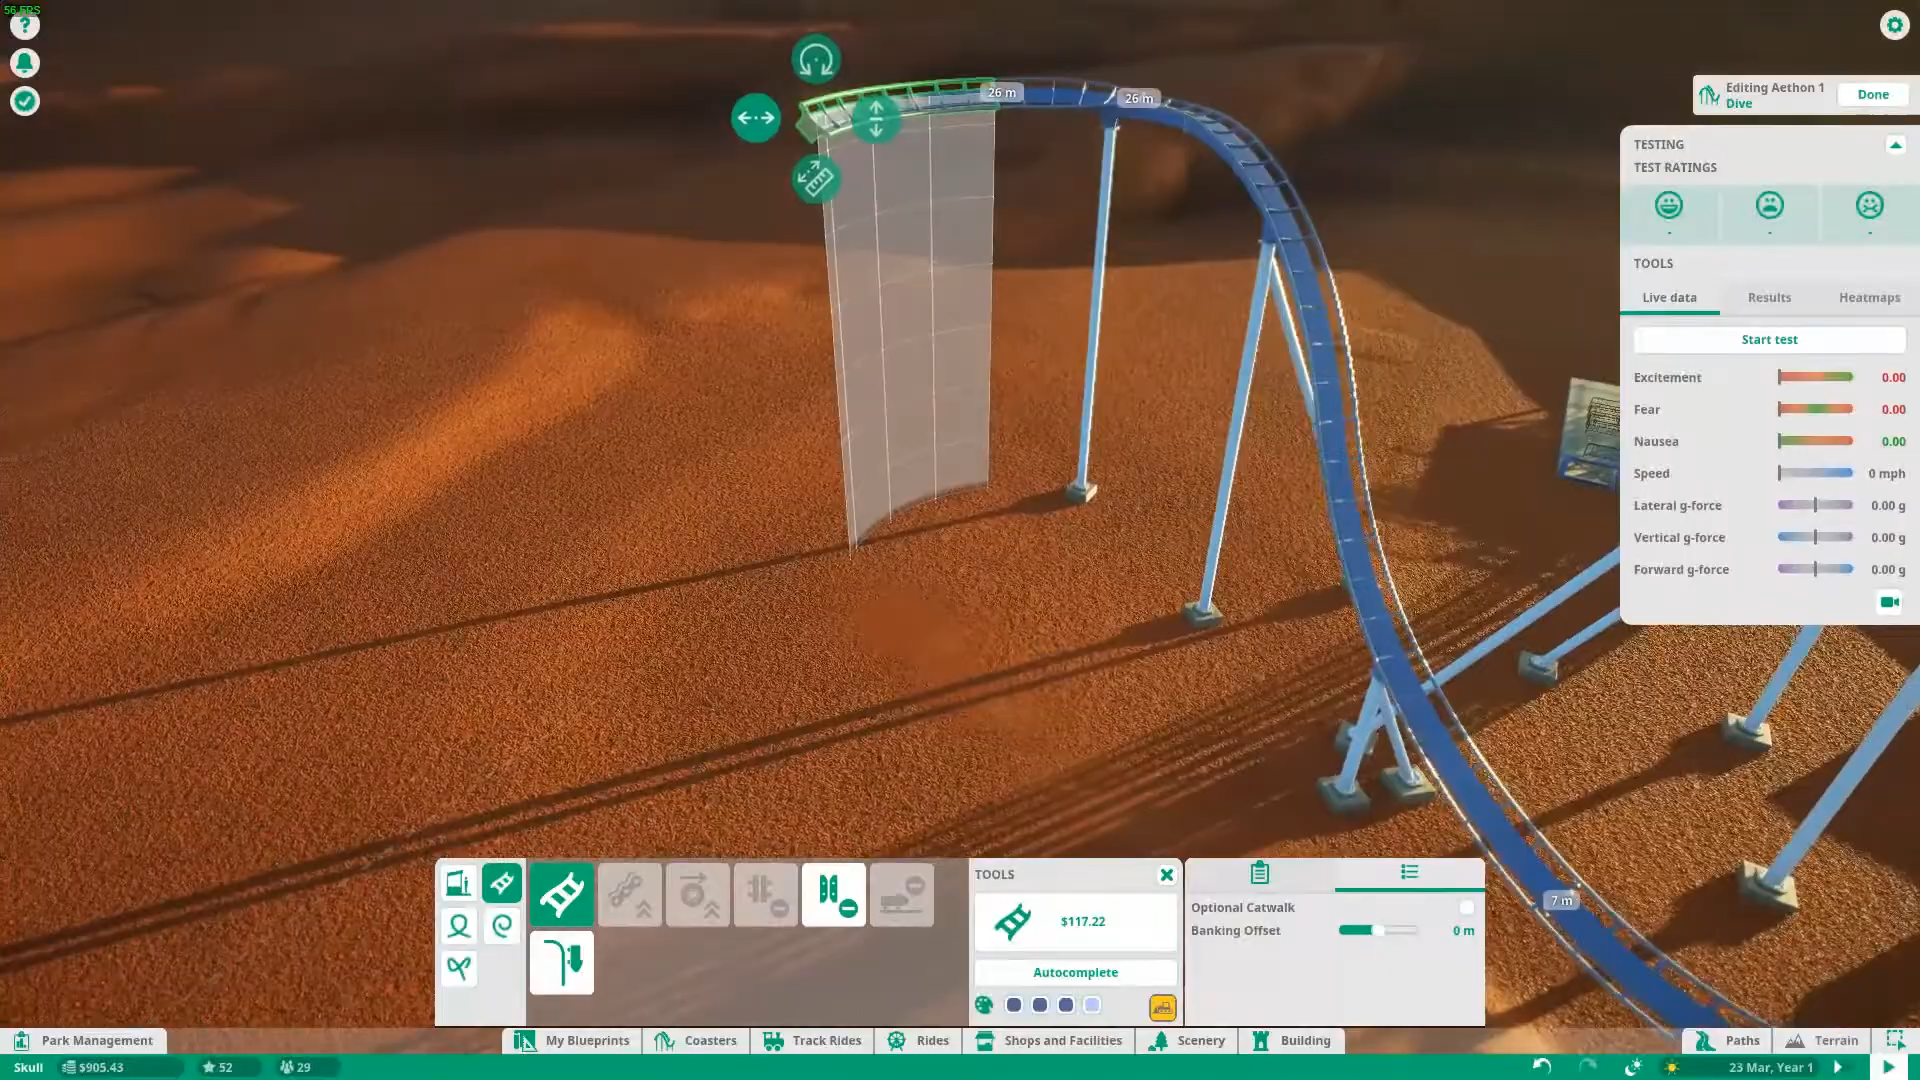 56 FPS
?
26 m
26 m
Editing Aethon 1
Dive
Done
TESTING
TEST RATINGS
-
-
-
TOOLS
Live data
Results
Heatmaps
Start test
Excitement
0.00
Fear
0.00
Nausea
0.00
Speed
0 mph
Lateral g-force
0.00 g
Vertical g-force
0.00 g
Forward g-force
0.00 g
7 m
TOOLS
$117.22
Autocomplete
Optional Catwalk
Banking Offset
0 m
Park Management
My Blueprints
Coasters
Track Rides
Rides
Shops and Facilities
Scenery
Building
Paths
Terrain
Skull
$905.43
52
29
23 Mar, Year 1